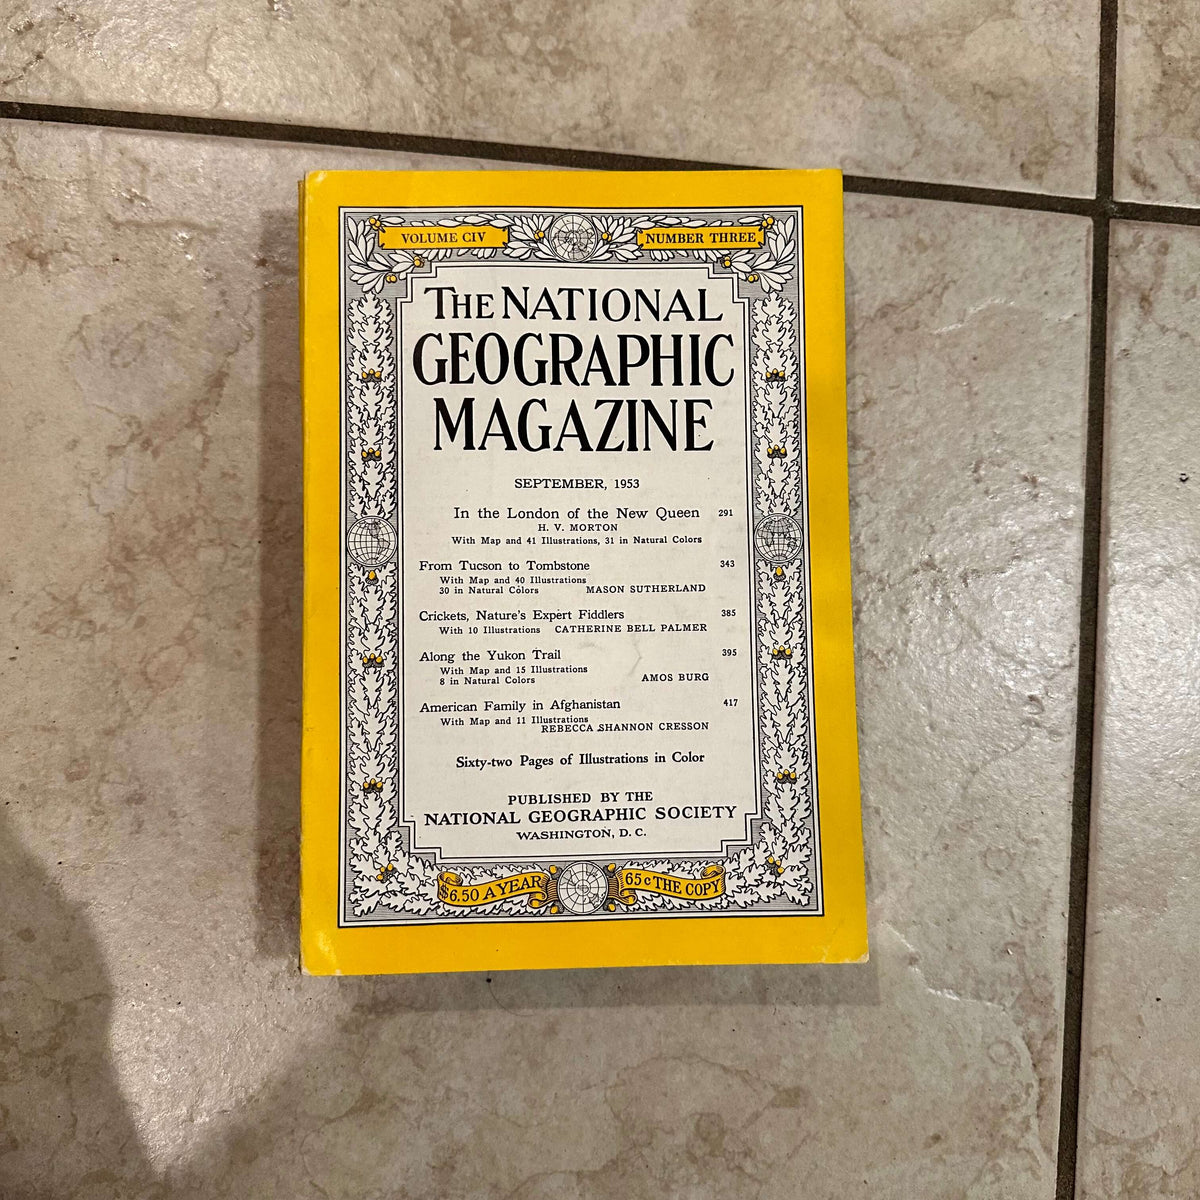 VOLUME CIV
NUMBER THREE
THE NATIONAL
GEOGRAPHIC
MAGAZINE
SEPTEMBER, 1953
In the London of the New Queen 291
H. V. MORTON
With Map and 41 Illustrations, 31 in Natural Colors
From Tucson to Tombstone 343
With Map and 40 Illustrations
30 in Natural Colors MASON SUTHERLAND
Crickets, Nature's Expert Fiddlers 385
With 10 Illustrations CATHERINE BELL PALMER
Along the Yukon Trail 395
With Map and 15 Illustrations
8 in Natural Colors AMOS BURG
American Family in Afghanistan 417
With Map and 11 Illustrations
REBECCA SHANNON CRESSON
Sixty-two Pages of Illustrations in Color
PUBLISHED BY THE
NATIONAL GEOGRAPHIC SOCIETY
WASHINGTON, D. C.
$6.50 A YEAR
65c THE COPY